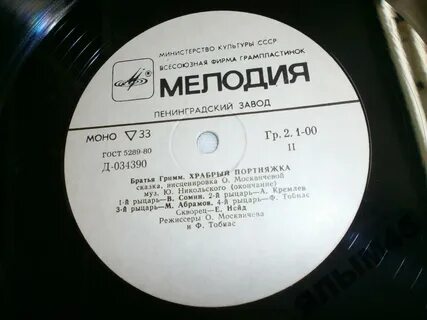 МИНИСТЕРСТВО КУЛЬТУРЫ СССР
ВСЕСОЮЗНАЯ ФИРМА ГРАМПЛАСТИНОК
МЕЛОДИЯ
ЛЕНИНГРАДСКИЙ ЗАВОД
МОНО 33
Гр. 2. 1-00
ГОСТ 5289-80
II
Д-034390
Братья Гримм. ХРАБРЫЙ ПОРТНЯЖКА
сказка, инсценировка О. Москвичевой
муз. Ю. Никольского (окончание)
1-й рыцарь—В. Сомин. 2-й рыцарь—А. Кремлев
3-й рыцарь—М. Абрамов. 4-й рыцарь—Ф. Тобиас
Скворец—Е. Нейд
Режиссеры О. Москвичева
и Ф. Тобиас